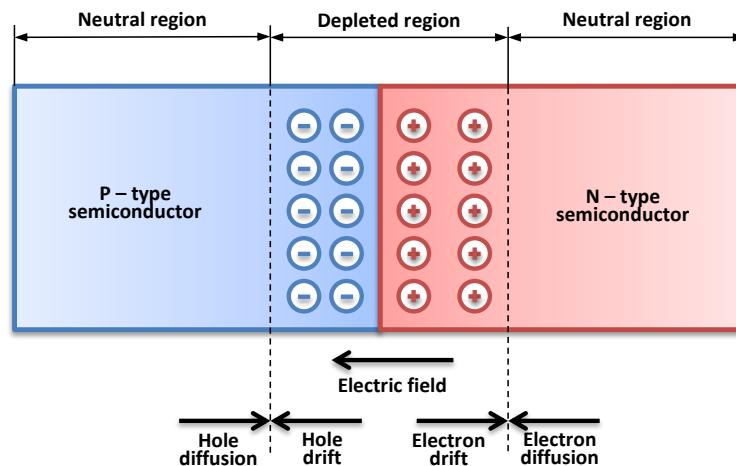 Neutral region
Depleted region
Neutral region
P – type
semiconductor
N – type
semiconductor
Electric field
Hole
diffusion
Hole
drift
Electron
drift
Electron
diffusion